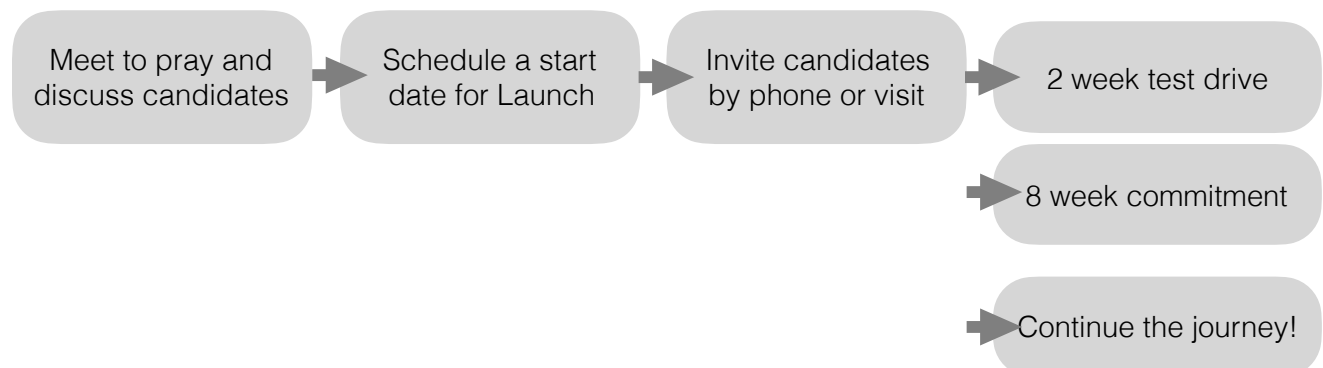 Meet to pray and
discuss candidates
Schedule a start
date for Launch
Invite candidates
by phone or visit
2 week test drive
8 week commitment
Continue the journey!